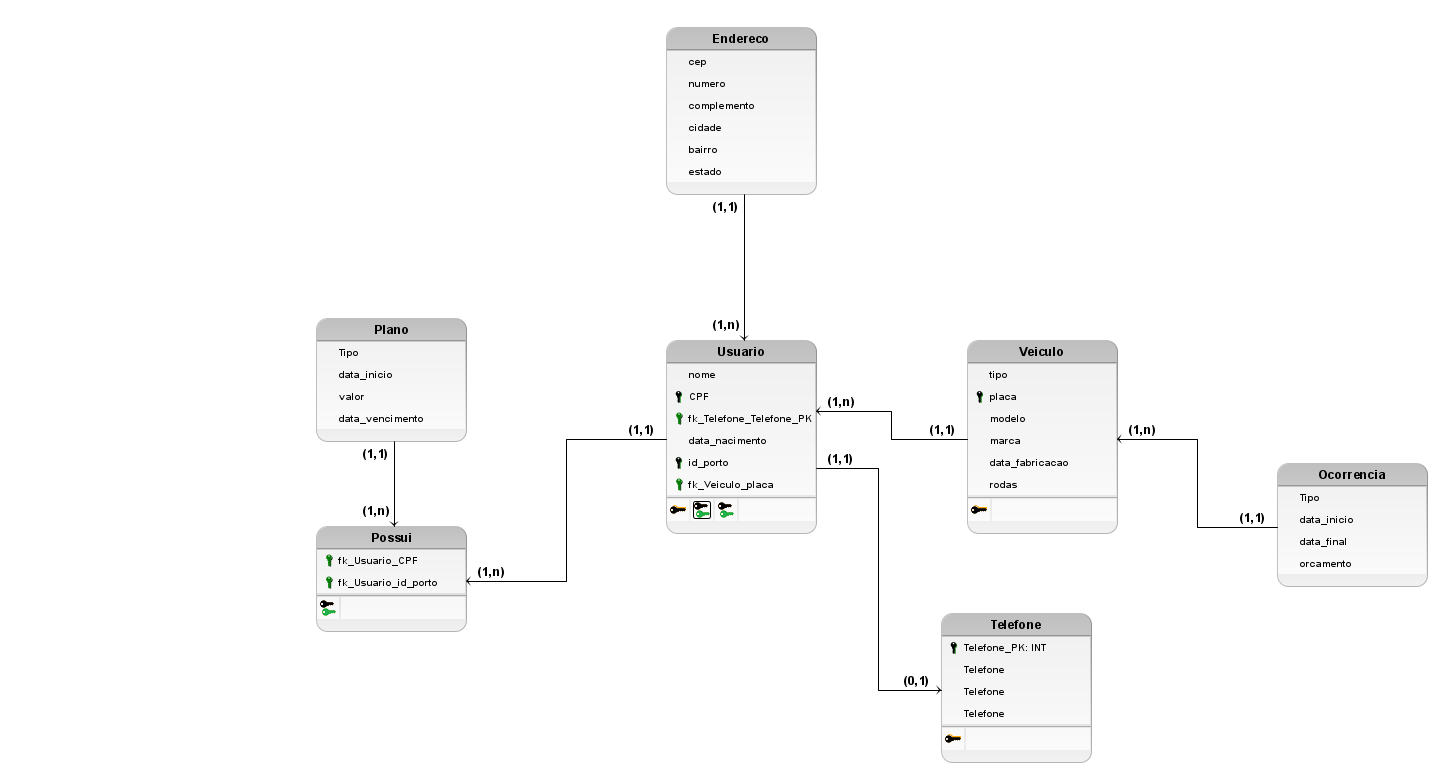 Endereco
cep
numero
complemento
cidade
bairro
estado
(1,1)
(1,n)
Plano
Tipo
data_inicio
valor
data_vencimento
(1,1)
(1,n)
Possui
fk_Usuario_CPF
fk_Usuario_id_porto
(1,n)
(1,1)
Usuario
nome
CPF
fk_Telefone_Telefone_PK
data_nacimento
id_porto
fk_Veiculo_placa
(1,n)
(1,1)
(1,1)
(0,1)
Veiculo
tipo
placa
modelo
marca
data_fabricacao
rodas
(1,n)
(1,1)
Ocorrencia
Tipo
data_inicio
data_final
orcamento
Telefone
Telefone_PK: INT
Telefone
Telefone
Telefone